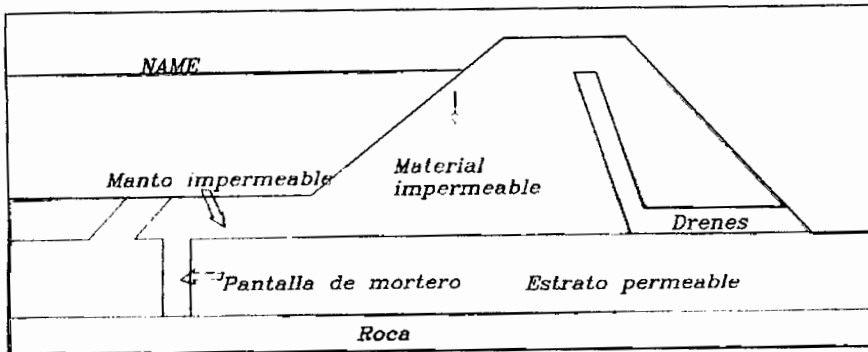 NAME
Manto impermeable
Material
impermeable
Drenes
Pantalla de mortero
Estrato permeable
Roca